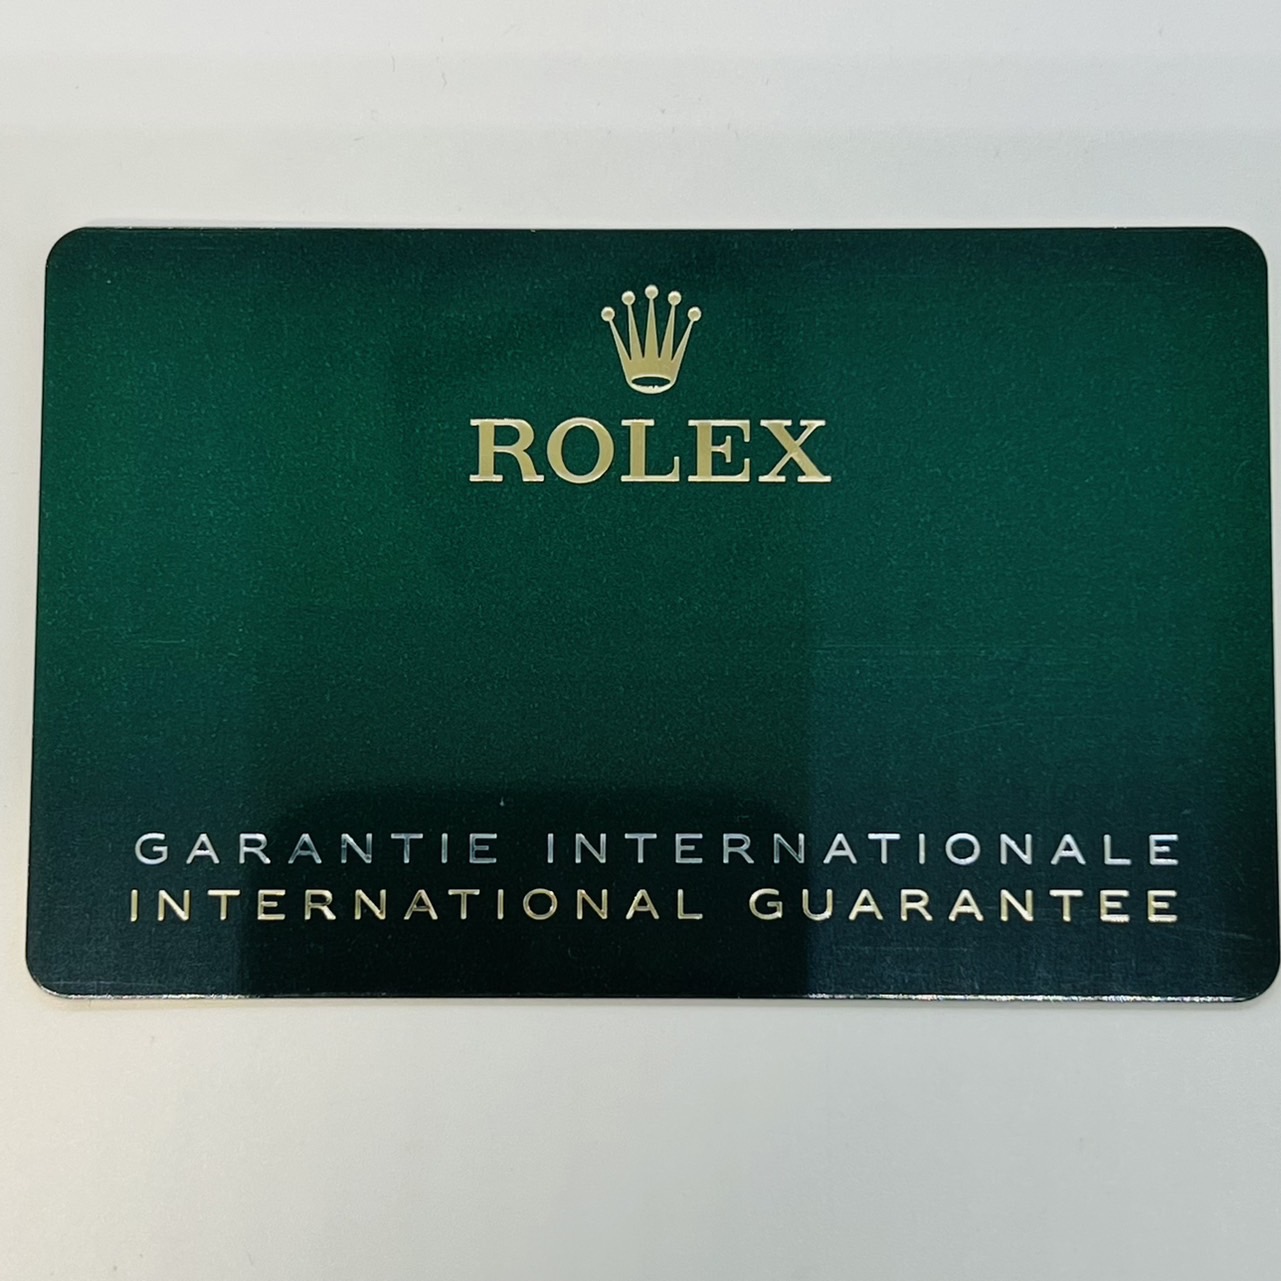 ROLEX
GARANTIE INTERNATIONALE
INTERNATIONAL GUARANTEE